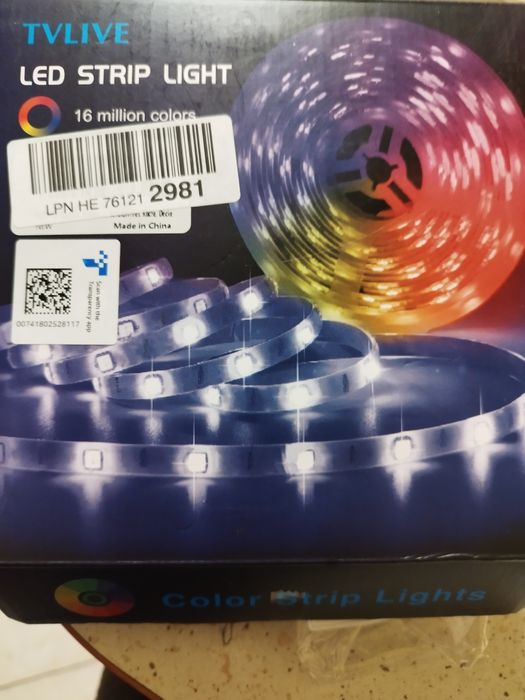 TVLIVE
LED STRIP LIGHT
16 million colors
LPN HE 76121 2981
Made in China
Scan with the
Transparency app
00741802528117
Color Strip Lights